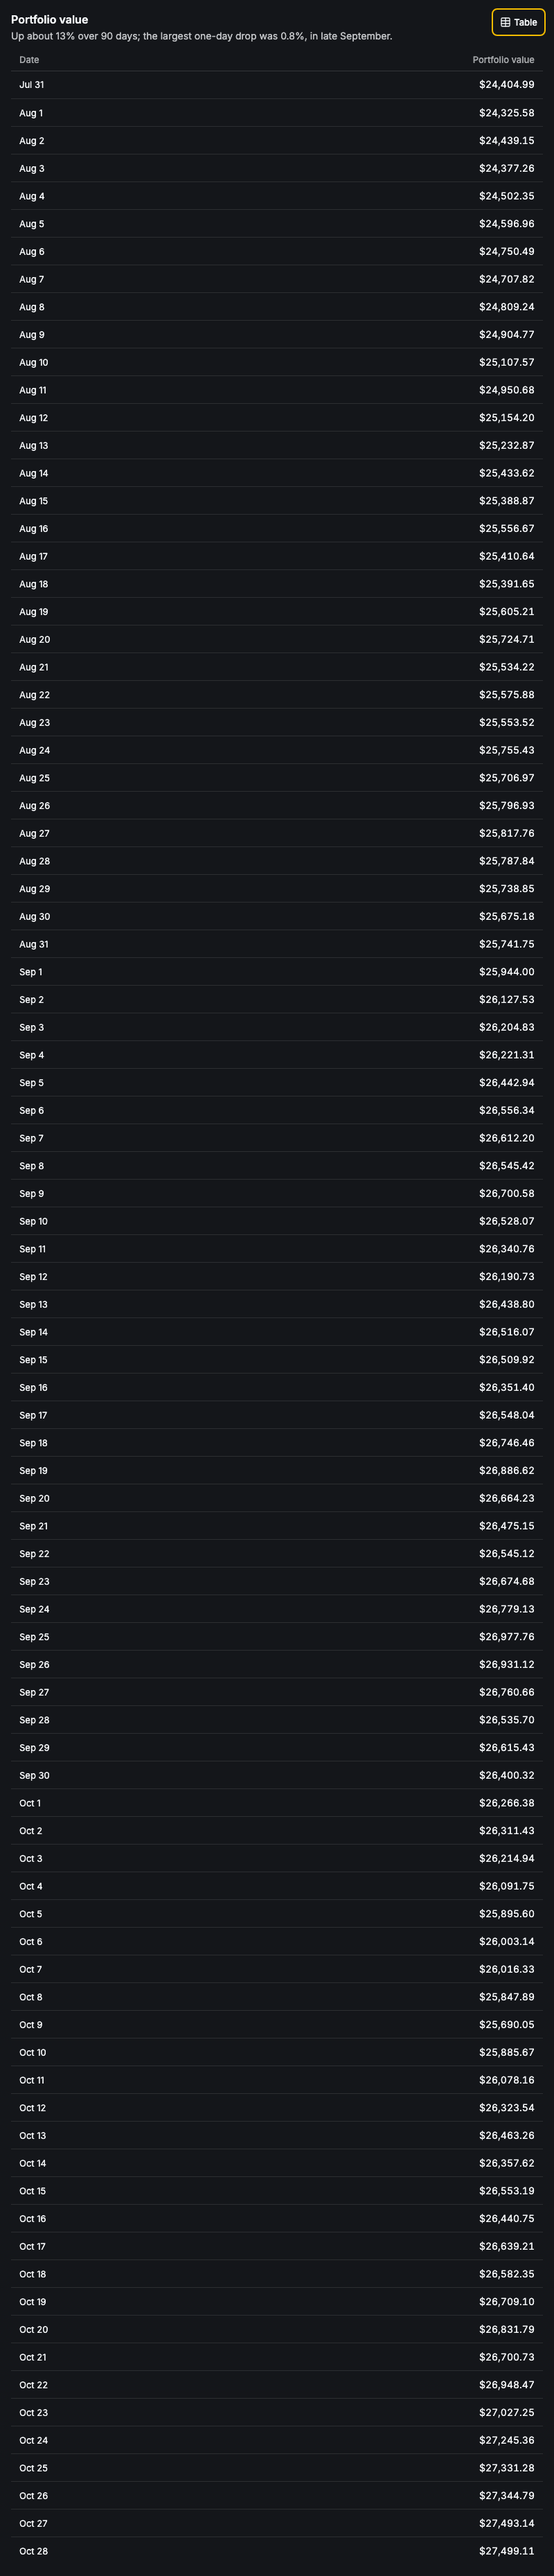 Portfolio value
Up about 13% over 90 days; the largest one-day drop was 0.8%, in late September.
Table
Date Portfolio value
Jul 31 $24,404.99
Aug 1 $24,325.58
Aug 2 $24,439.15
Aug 3 $24,377.26
Aug 4 $24,502.35
Aug 5 $24,596.96
Aug 6 $24,750.49
Aug 7 $24,707.82
Aug 8 $24,809.24
Aug 9 $24,904.77
Aug 10 $25,107.57
Aug 11 $24,950.68
Aug 12 $25,154.20
Aug 13 $25,232.87
Aug 14 $25,433.62
Aug 15 $25,388.87
Aug 16 $25,556.67
Aug 17 $25,410.64
Aug 18 $25,391.65
Aug 19 $25,605.21
Aug 20 $25,724.71
Aug 21 $25,534.22
Aug 22 $25,575.88
Aug 23 $25,553.52
Aug 24 $25,755.43
Aug 25 $25,706.97
Aug 26 $25,796.93
Aug 27 $25,817.76
Aug 28 $25,787.84
Aug 29 $25,738.85
Aug 30 $25,675.18
Aug 31 $25,741.75
Sep 1 $25,944.00
Sep 2 $26,127.53
Sep 3 $26,204.83
Sep 4 $26,221.31
Sep 5 $26,442.94
Sep 6 $26,556.34
Sep 7 $26,612.20
Sep 8 $26,545.42
Sep 9 $26,700.58
Sep 10 $26,528.07
Sep 11 $26,340.76
Sep 12 $26,190.73
Sep 13 $26,438.80
Sep 14 $26,516.07
Sep 15 $26,509.92
Sep 16 $26,351.40
Sep 17 $26,548.04
Sep 18 $26,746.46
Sep 19 $26,886.62
Sep 20 $26,664.23
Sep 21 $26,475.15
Sep 22 $26,545.12
Sep 23 $26,674.68
Sep 24 $26,779.13
Sep 25 $26,977.76
Sep 26 $26,931.12
Sep 27 $26,760.66
Sep 28 $26,535.70
Sep 29 $26,615.43
Sep 30 $26,400.32
Oct 1 $26,266.38
Oct 2 $26,311.43
Oct 3 $26,214.94
Oct 4 $26,091.75
Oct 5 $25,895.60
Oct 6 $26,003.14
Oct 7 $26,016.33
Oct 8 $25,847.89
Oct 9 $25,690.05
Oct 10 $25,885.67
Oct 11 $26,078.16
Oct 12 $26,323.54
Oct 13 $26,463.26
Oct 14 $26,357.62
Oct 15 $26,553.19
Oct 16 $26,440.75
Oct 17 $26,639.21
Oct 18 $26,582.35
Oct 19 $26,709.10
Oct 20 $26,831.79
Oct 21 $26,700.73
Oct 22 $26,948.47
Oct 23 $27,027.25
Oct 24 $27,245.36
Oct 25 $27,331.28
Oct 26 $27,344.79
Oct 27 $27,493.14
Oct 28 $27,499.11